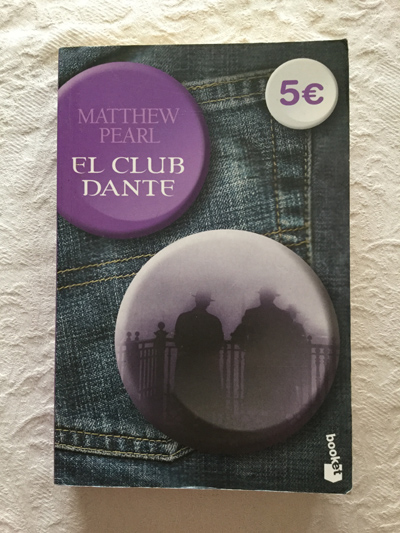 MATTHEW
PEARL
EL CLUB
DANTE
5€
booket